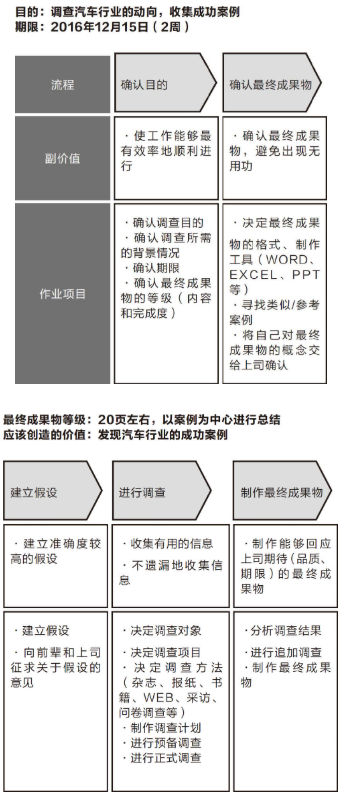 目的：调查汽车行业的动向，收集成功案例
期限：2016年12月15日（2周）
流程
确认目的
确认最终成果物
副价值
· 使工作能够最
有效率地顺利进
行
· 确认最终成果
物，避免出现无
用功
作业项目
· 确认调查目的
· 确认调查所需
的背景情况
· 确认期限
· 确认最终成果
物的等级（内容
和完成度）
· 决定最终成果
物的格式、制作
工具（WORD、
EXCEL、PPT
等）
· 寻找类似/参考
案例
· 将自己对最终
成果物的概念交
给上司确认
最终成果物等级：20页左右，以案例为中心进行总结
应该创造的价值：发现汽车行业的成功案例
建立假设
进行调查
制作最终成果物
· 建立准确度较
高的假设
· 收集有用的信息
· 不遗漏地收集信
息
· 制作能够回应
上司期待（品质、
期限）的最终成
果物
· 建立假设
· 向前辈和上司
征求关于假设的
意见
· 决定调查对象
· 决定调查项目
· 决定调查方法
（杂志、报纸、书
籍、WEB、采访、
问卷调查等）
· 制作调查计划
· 进行预备调查
· 进行正式调查
·分析调查结果
· 进行追加调查
· 制作最终成果
物